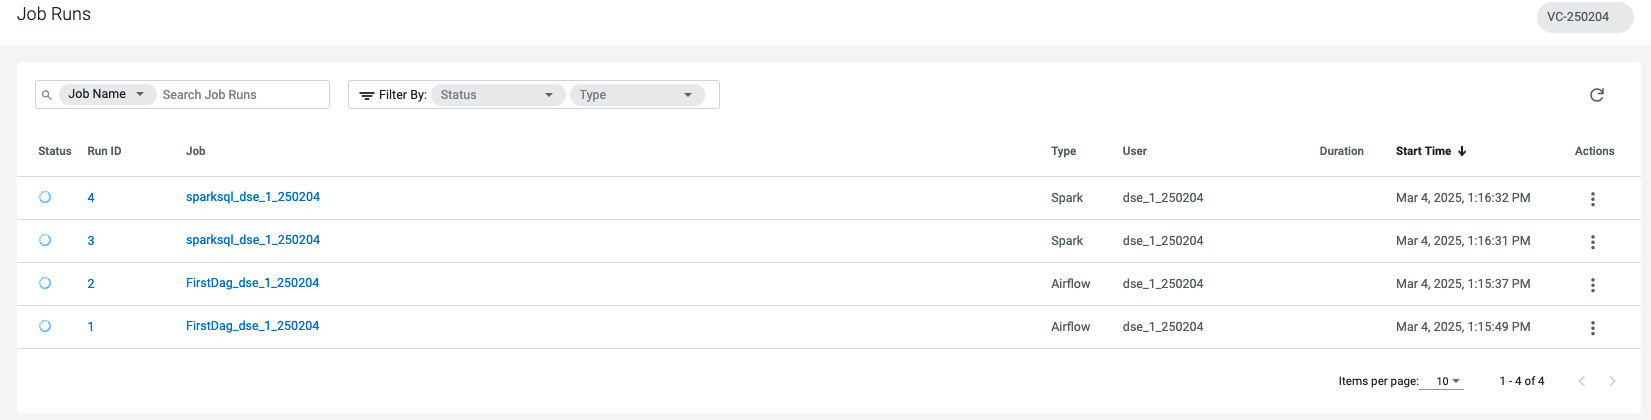 Job Runs
VC-250204
Job Name Search Job Runs Filter By: Status Type
Status Run ID Job Type User Duration Start Time Actions
4 sparksql_dse_1_250204 Spark dse_1_250204 Mar 4, 2025, 1:16:32 PM
3 sparksql_dse_1_250204 Spark dse_1_250204 Mar 4, 2025, 1:16:31 PM
2 FirstDag_dse_1_250204 Airflow dse_1_250204 Mar 4, 2025, 1:15:37 PM
1 FirstDag_dse_1_250204 Airflow dse_1_250204 Mar 4, 2025, 1:15:49 PM
Items per page: 10 1 - 4 of 4